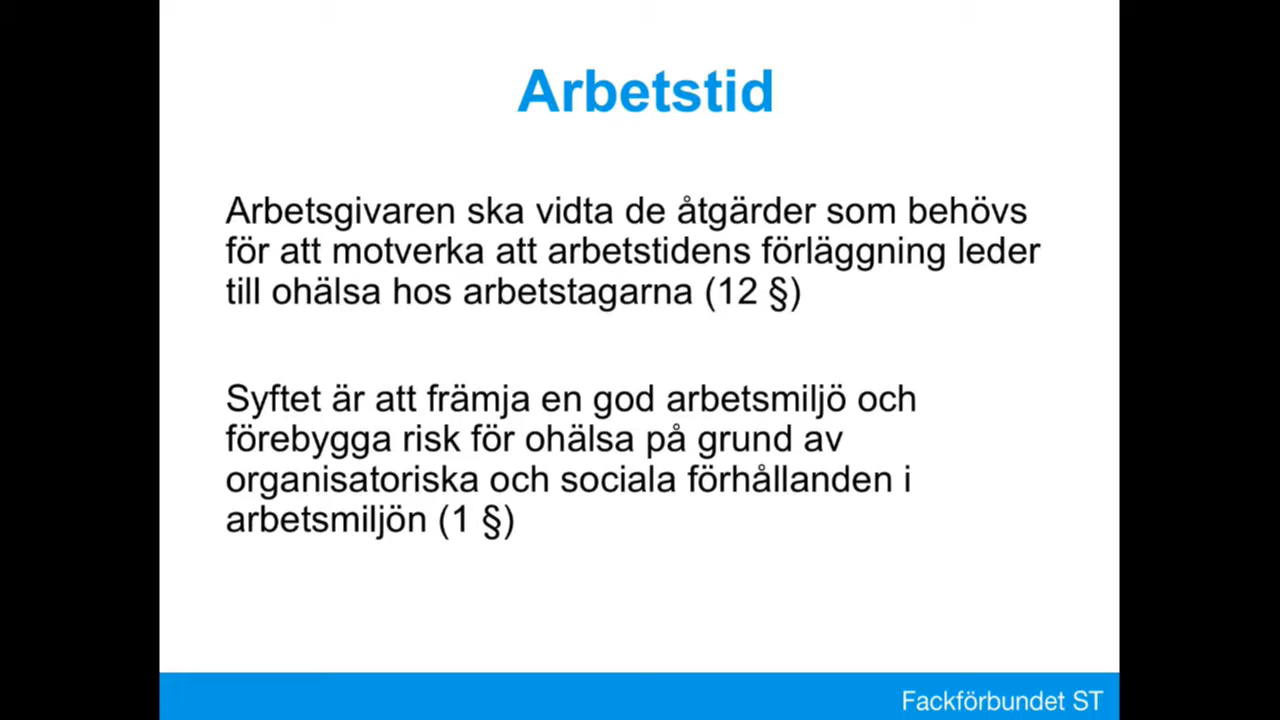 Arbetstid
Arbetsgivaren ska vidta de åtgärder som behövs
för att motverka att arbetstidens förläggning leder
till ohälsa hos arbetstagarna (12 §)
Syftet är att främja en god arbetsmiljö och
förebygga risk för ohälsa på grund av
organisatoriska och sociala förhållanden i
arbetsmiljön (1 §)
Fackförbundet ST